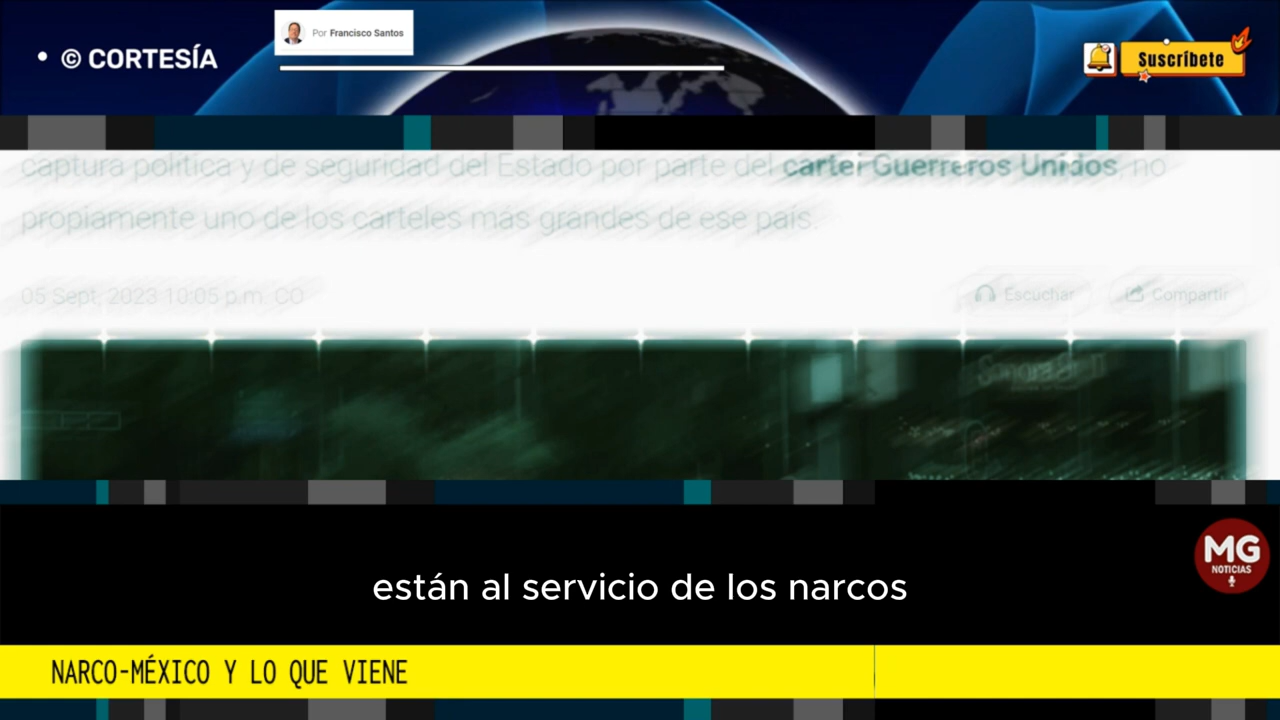 • © CORTESÍA
Por Francisco Santos
Suscríbete
captura política y de seguridad del Estado por parte del cartel Guerreros Unidos, no
propiamente uno de los carteles más grandes de ese país.
05 Sept, 2023 10:05 p.m. CO
Escuchar
Compartir
MG
NOTICIAS
están al servicio de los narcos
NARCO-MÉXICO Y LO QUE VIENE